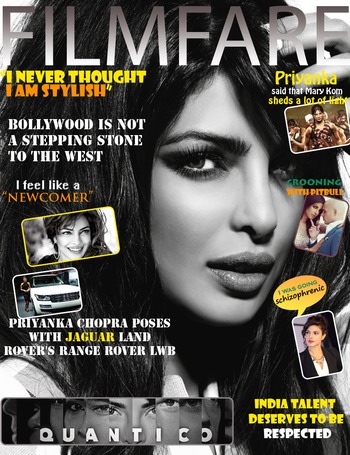 FILMFARE
"I NEVER THOUGHT
I AM STYLISH"
Priyanka
said that Mary Kom
sheds a lot of light
BOLLYWOOD IS NOT
A STEPPING STONE
TO THE WEST
I feel like a
"NEWCOMER"
CROONING
WITH PITBULL
I WAS GOING
schizophrenic
PRIYANKA CHOPRA POSES
WITH JAGUAR LAND
ROVER'S RANGE ROVER LWB
QUANTICO
INDIA TALENT
DESERVES TO BE
RESPECTED